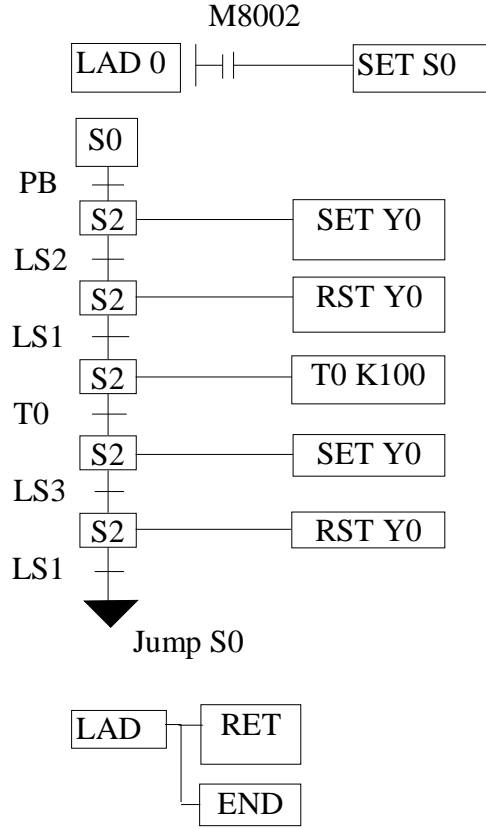 M8002
LAD 0 SET S0
S0
PB
S2 SET Y0
LS2
S2 RST Y0
LS1
S2 T0 K100
T0
S2 SET Y0
LS3
S2 RST Y0
LS1
Jump S0
LAD RET
END